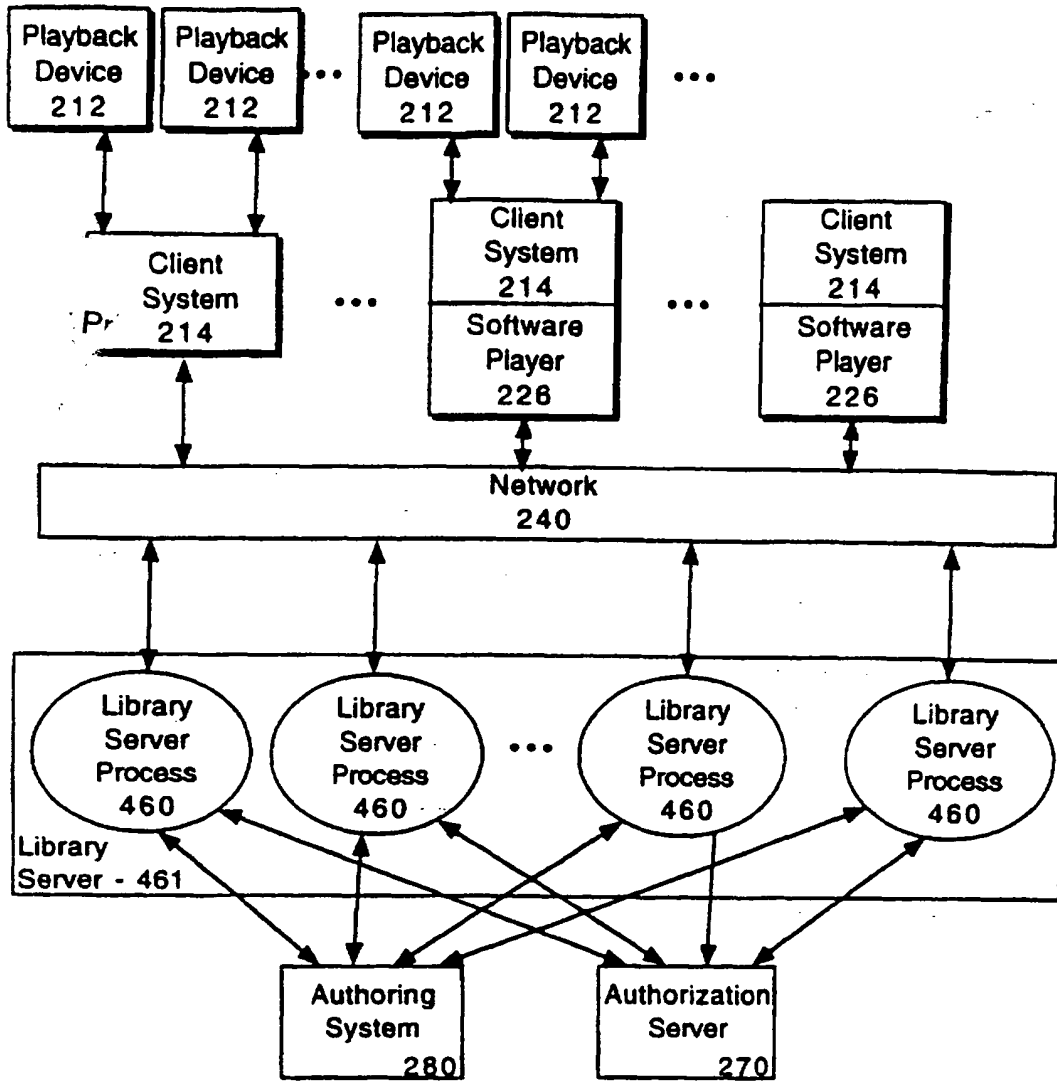 Playback
Device
212
Playback
Device
212
...
Playback
Device
212
Playback
Device
212
...
Client
System
214
Pr
...
Client
System
214
Software
Player
226
...
Client
System
214
Software
Player
226
Network
240
Library
Server
Process
460
Library
Server
Process
460
...
Library
Server
Process
460
Library
Server Process
460
Library
Server - 461
Authoring
System
280
Authorization
Server
270